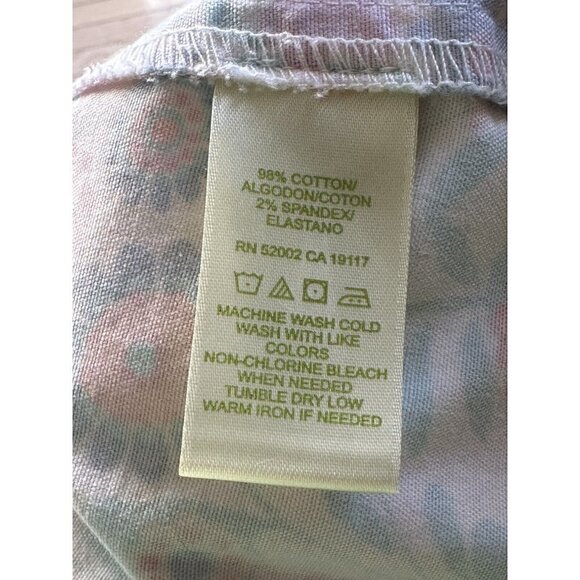 98% COTTON/
ALGODON/COTON
2% SPANDEX/
ELASTANO
RN 52002 CA 19117
MACHINE WASH COLD
WASH WITH LIKE
COLORS
NON-CHLORINE BLEACH
WHEN NEEDED
TUMBLE DRY LOW
WARM IRON IF NEEDED